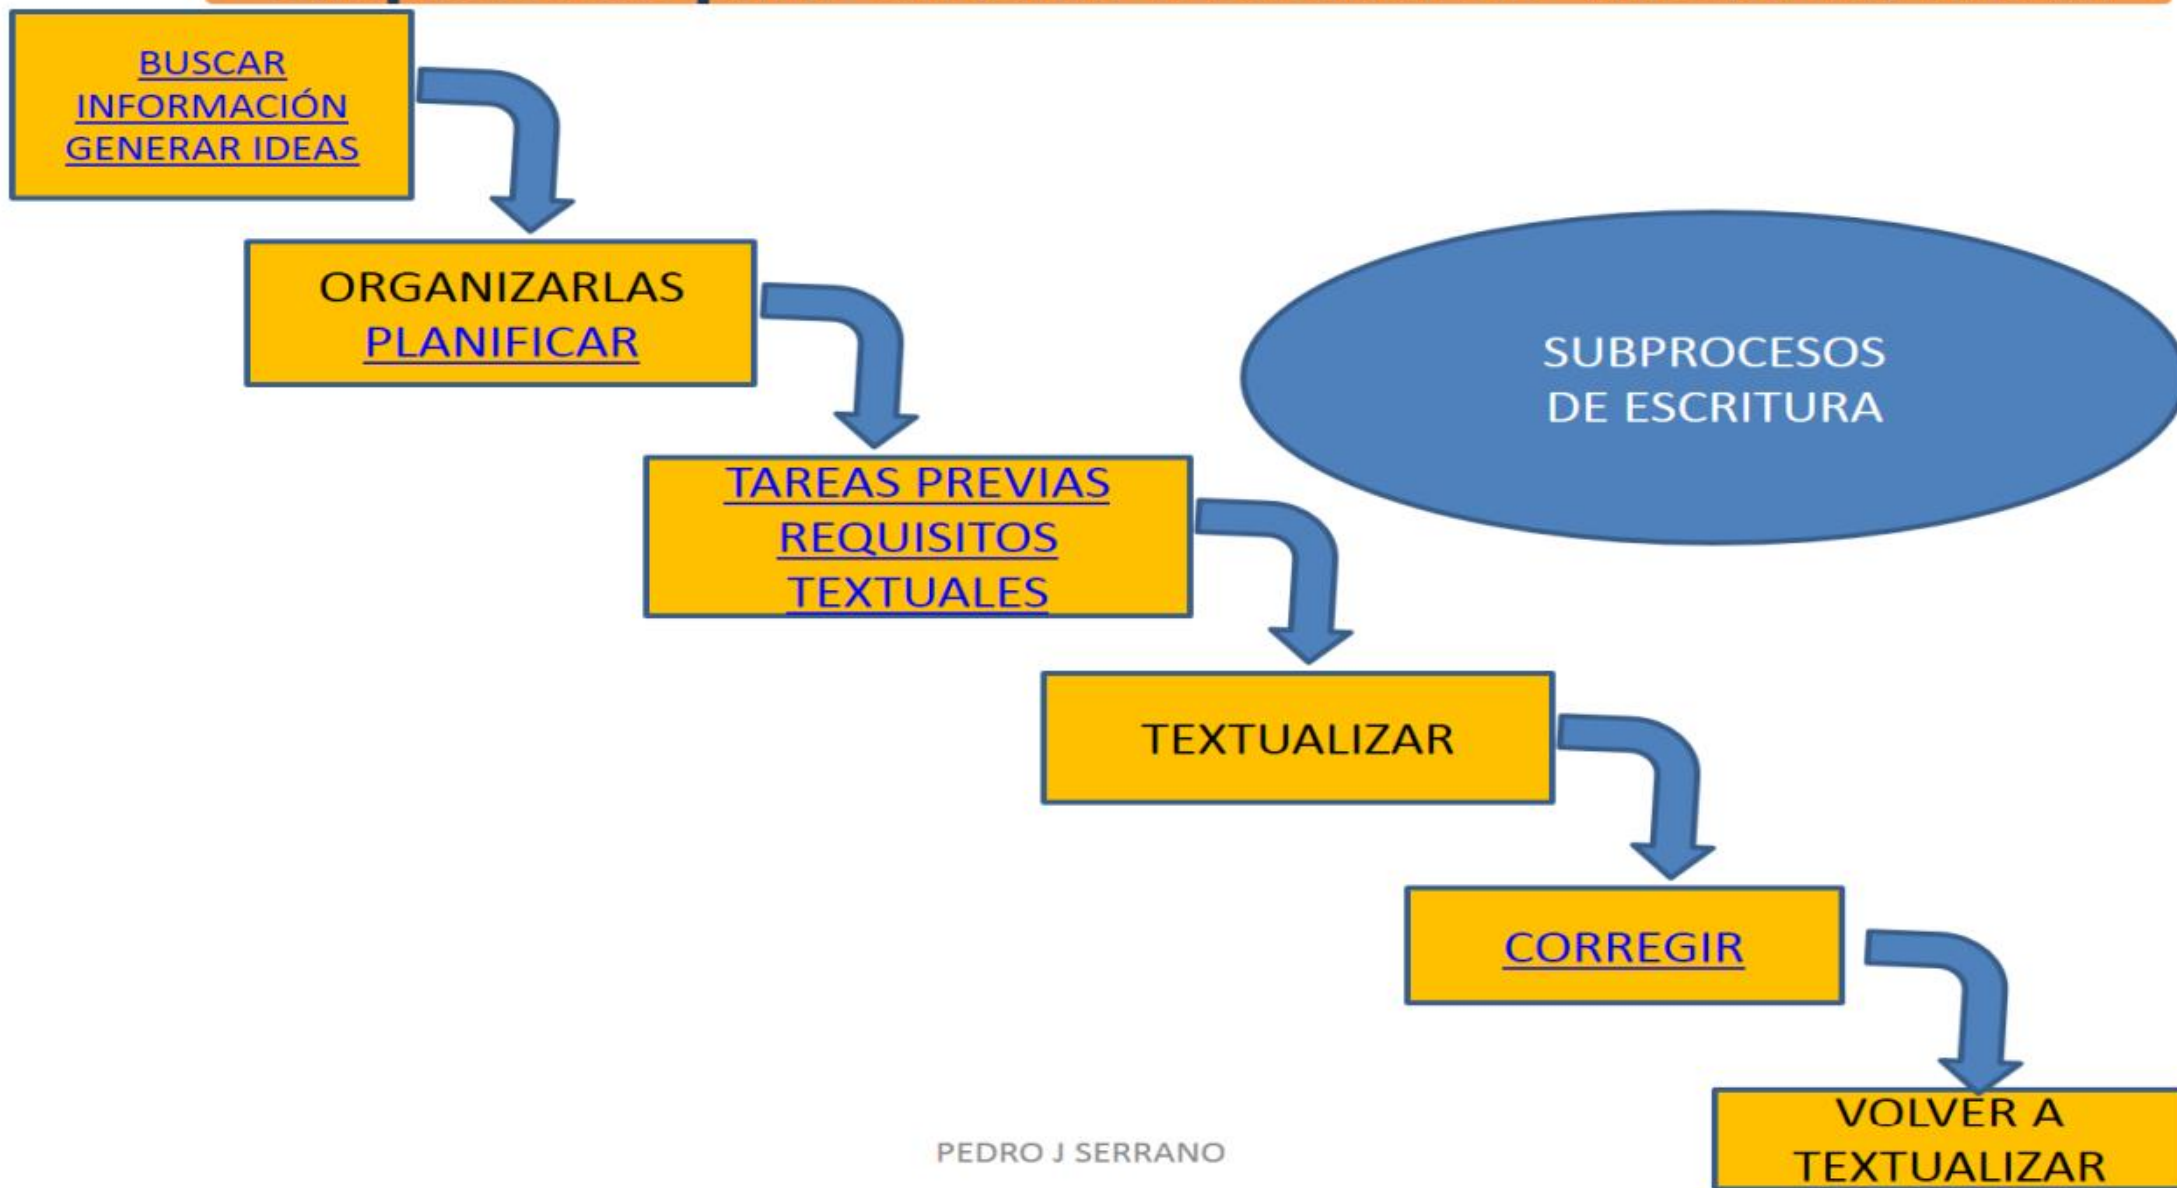 BUSCAR
INFORMACIÓN
GENERAR IDEAS
ORGANIZARLAS
PLANIFICAR
SUBPROCESOS
DE ESCRITURA
TAREAS PREVIAS
REQUISITOS
TEXTUALES
TEXTUALIZAR
CORREGIR
VOLVER A
TEXTUALIZAR
PEDRO J SERRANO